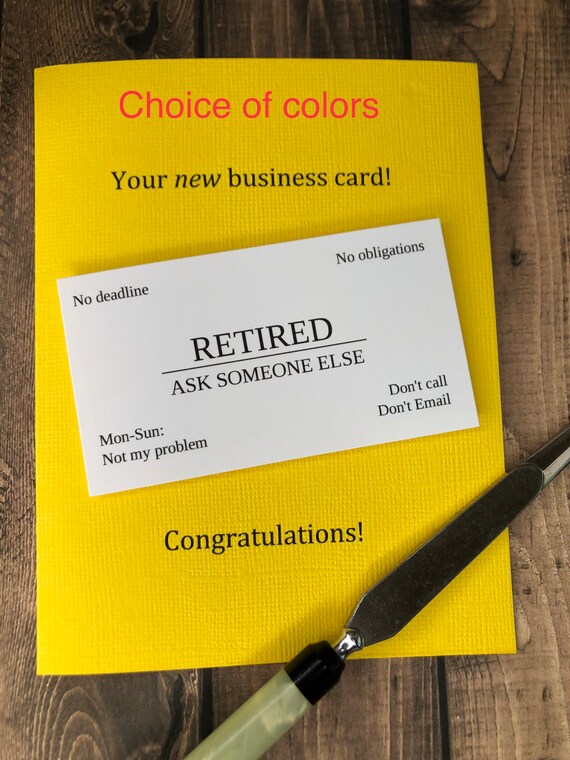 Choice of colors
Your new business card!
No deadline
No obligations
RETIRED
ASK SOMEONE ELSE
Mon-Sun:
Not my problem
Don't call
Don't Email
Congratulations!